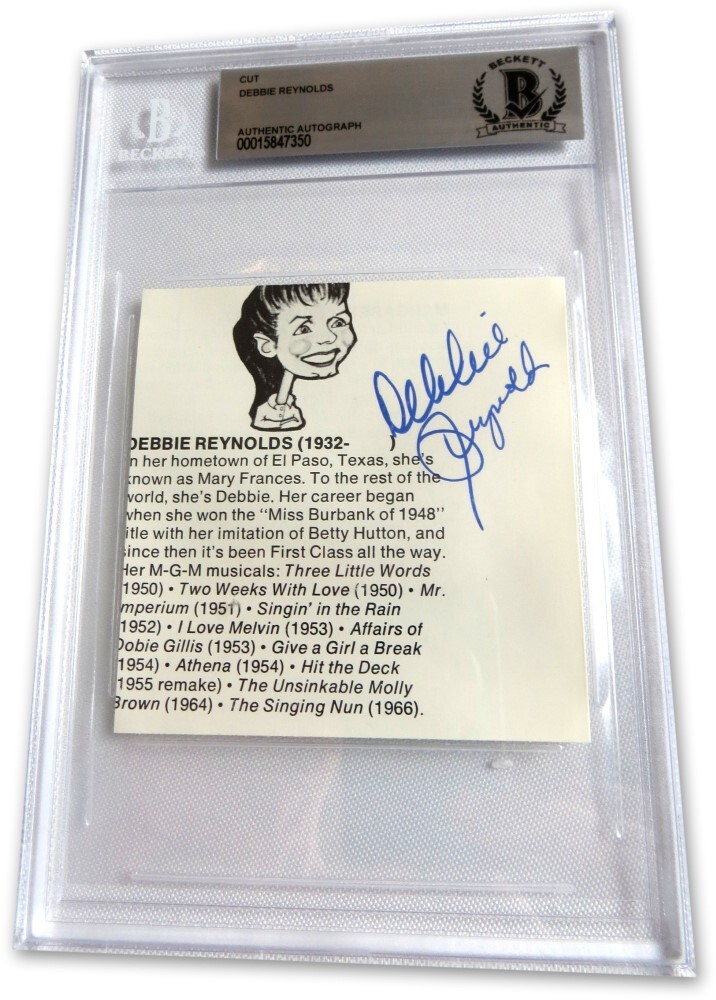 CUT
DEBBIE REYNOLDS
AUTHENTIC AUTOGRAPH
00015847350
BECKETT
B
AUTHENTIC
B
BECKETT
Debbie
Reynolds
DEBBIE REYNOLDS (1932- )
n her hometown of El Paso, Texas, she's
known as Mary Frances. To the rest of the
world, she's Debbie. Her career began
when she won the "Miss Burbank of 1948"
title with her imitation of Betty Hutton, and
since then it's been First Class all the way.
Her M-G-M musicals: Three Little Words
1950) • Two Weeks With Love (1950) • Mr.
mperium (1951) • Singin' in the Rain
1952) • I Love Melvin (1953) • Affairs of
Dobie Gillis (1953) • Give a Girl a Break
1954) • Athena (1954) • Hit the Deck
1955 remake) • The Unsinkable Molly
Brown (1964) • The Singing Nun (1966).